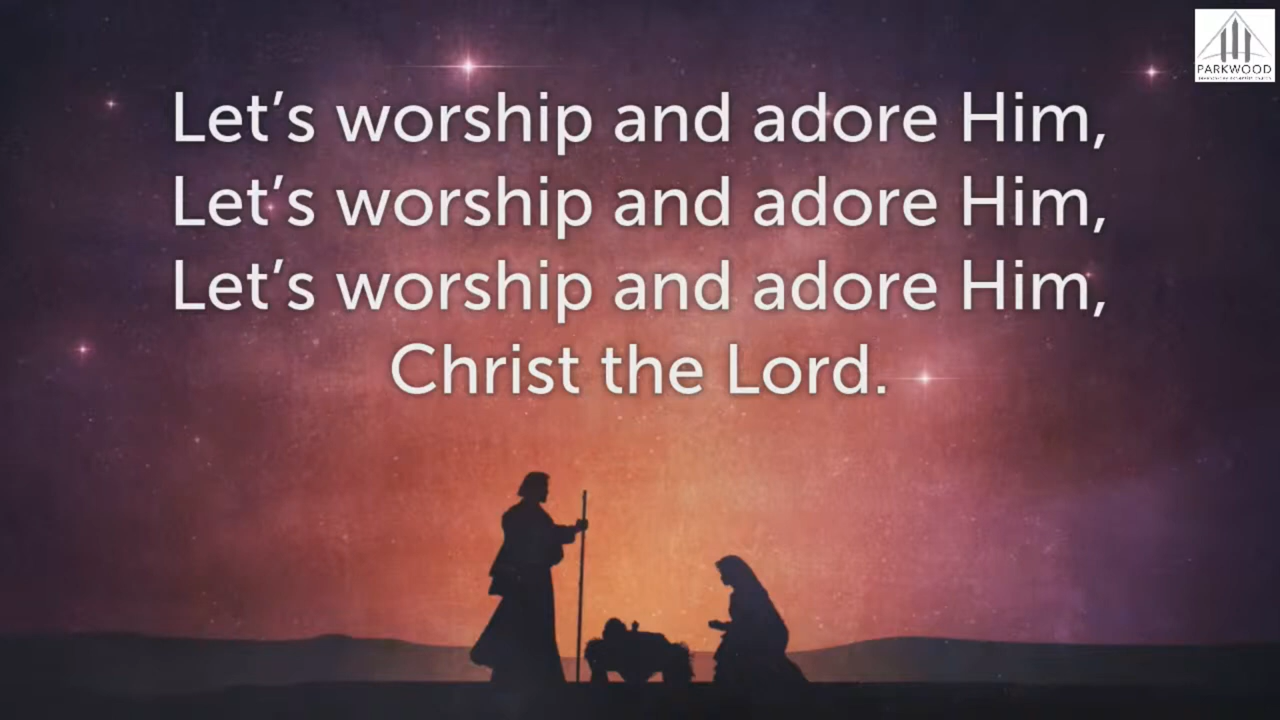 Let’s worship and adore Him,
Let’s worship and adore Him,
Let’s worship and adore Him,
Christ the Lord.
PARKWOOD